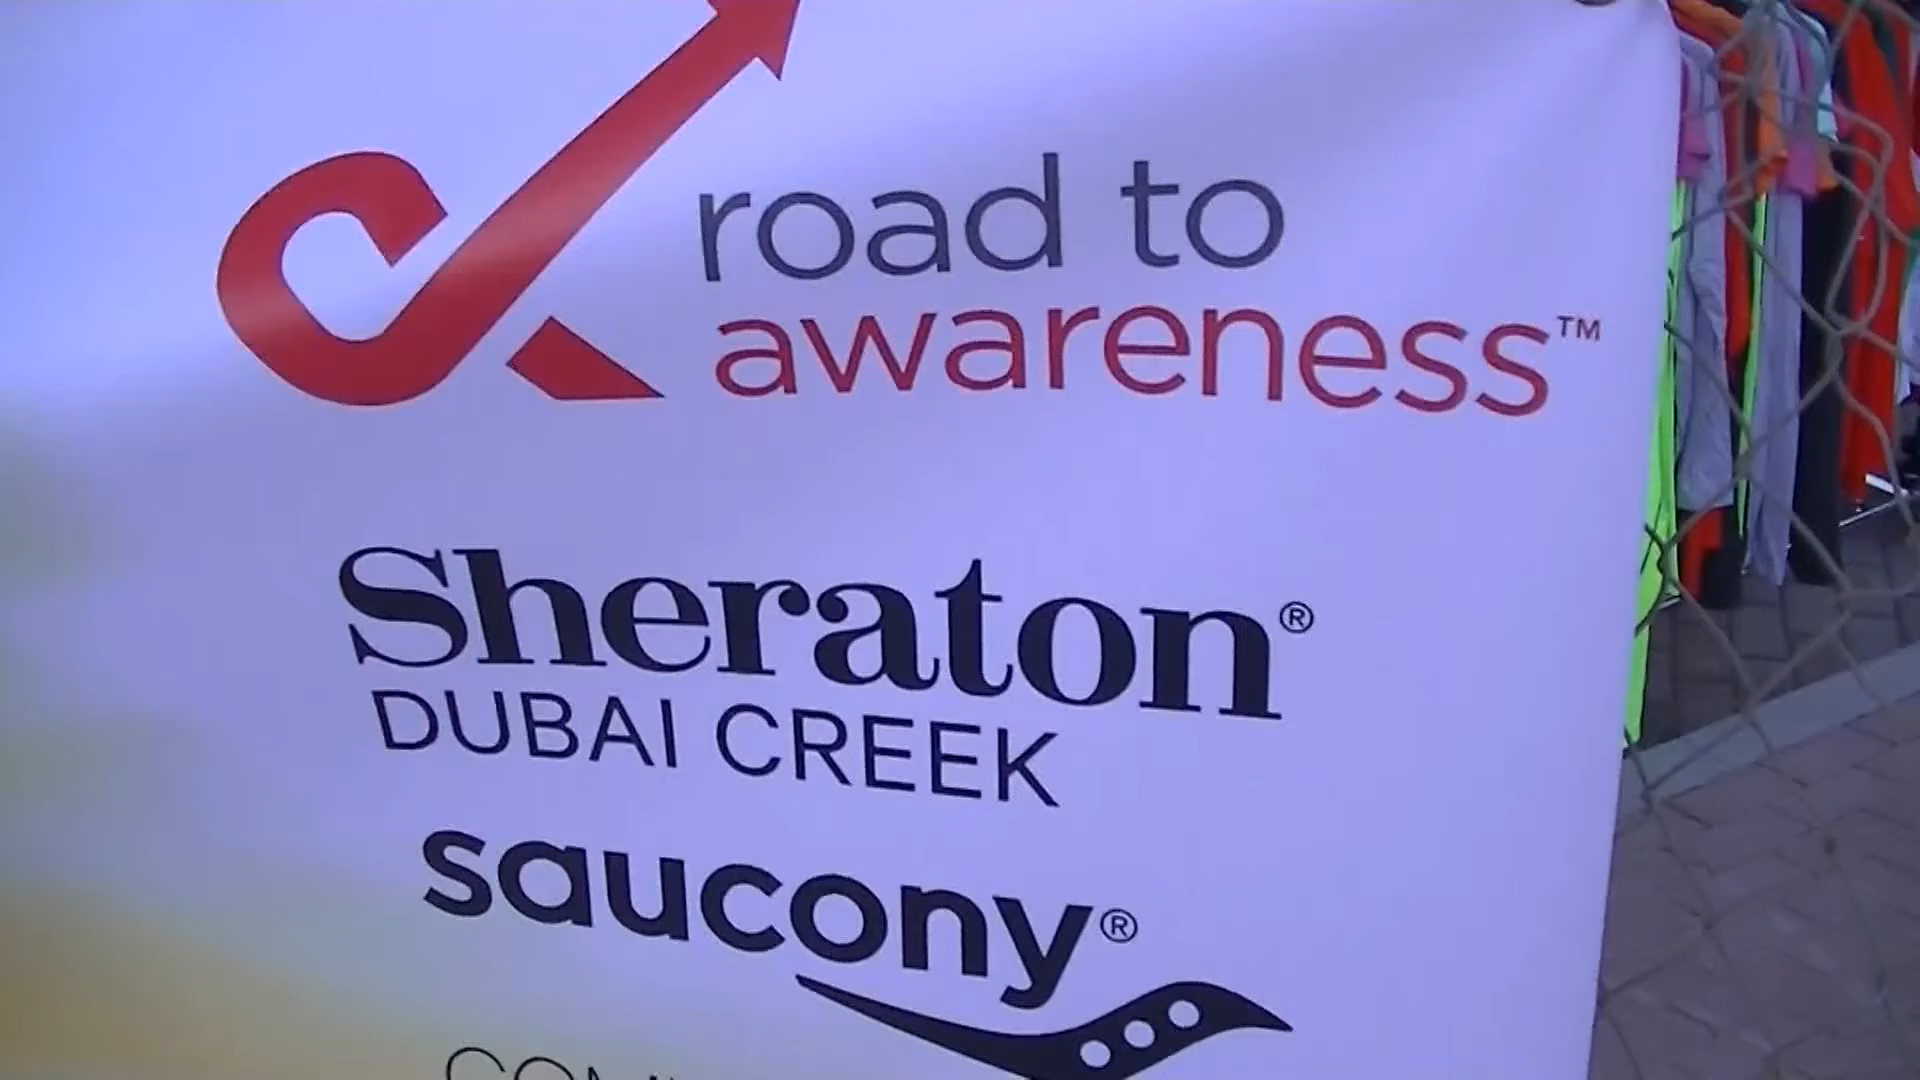 road to
awareness™
Sheraton®
DUBAI CREEK
saucony®